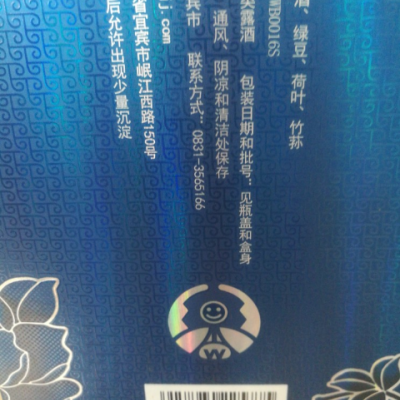 酒、绿豆、荷叶、竹荪
0016S
类露酒 包装日期和批号:见瓶盖和盒身
通风、阴凉和清洁处保存
宾市 联系方式:0831-3565166
j.com
省宜宾市岷江西路150号
后允许出现少量沉淀